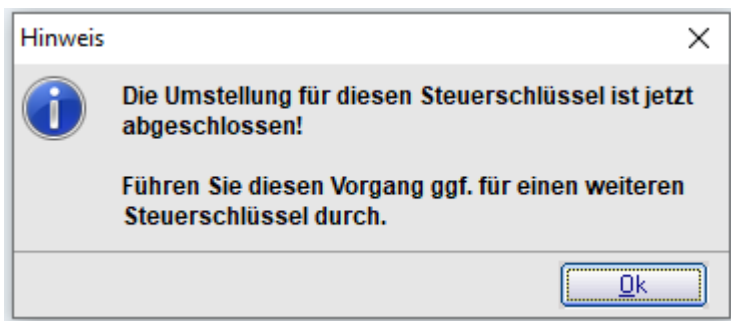 Hinweis
Die Umstellung für diesen Steuerschlüssel ist jetzt
abgeschlossen!
Führen Sie diesen Vorgang ggf. für einen weiteren
Steuerschlüssel durch.
Ok